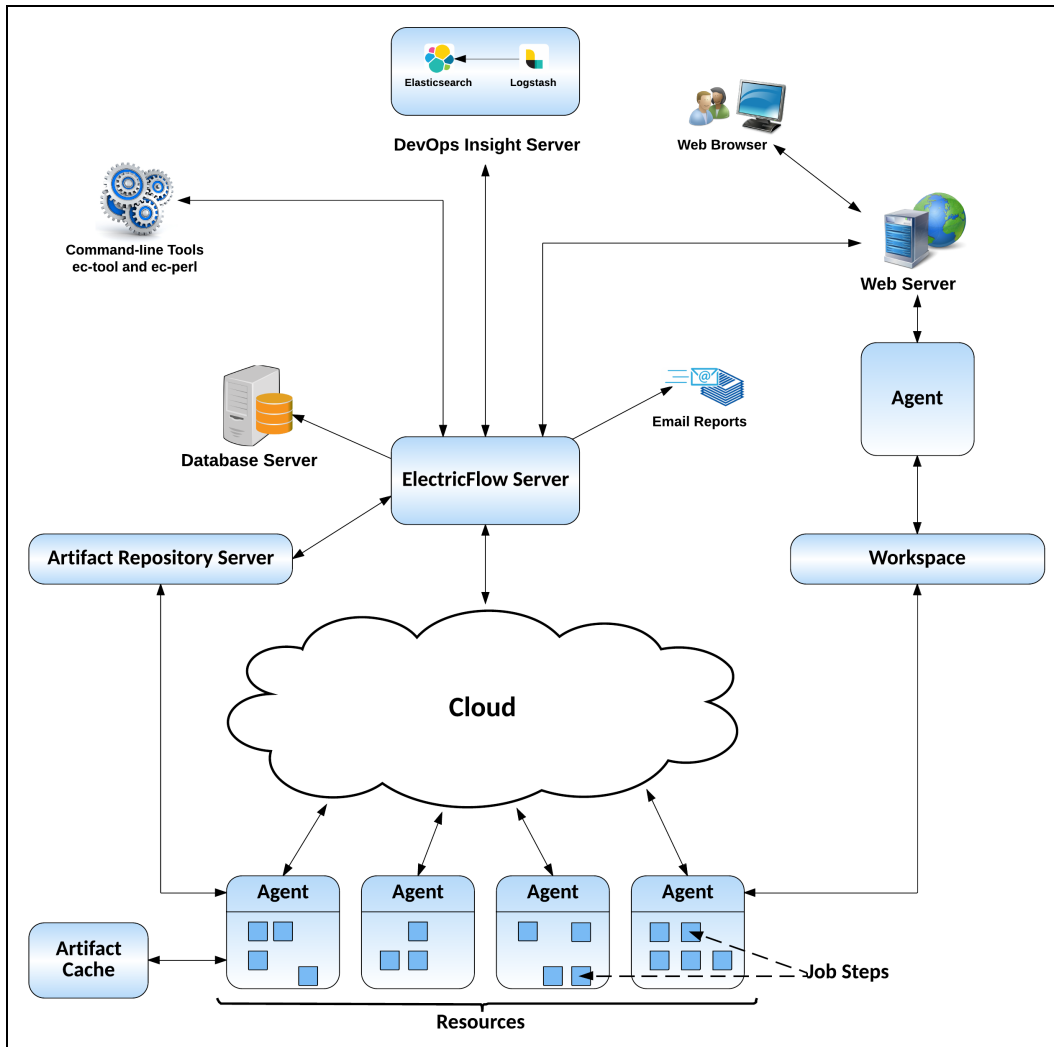 Elasticsearch
Logstash
DevOps Insight Server
Web Browser
Command-line Tools
ec-tool and ec-perl
Web Server
Agent
@
Email Reports
Database Server
ElectricFlow Server
Artifact Repository Server
Workspace
Cloud
Agent
Agent
Agent
Agent
Artifact
Cache
Job Steps
Resources